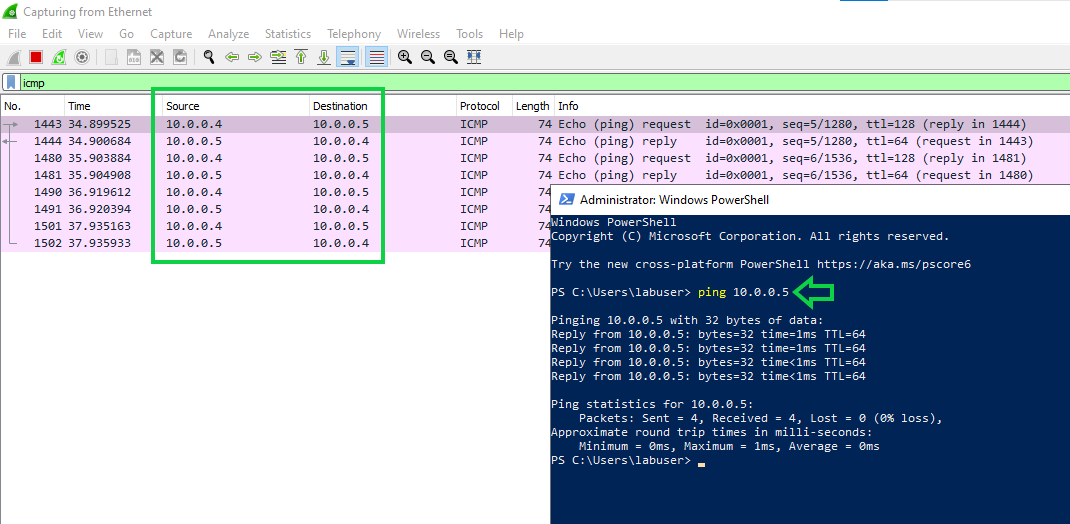 Capturing from Ethernet
File Edit View Go Capture Analyze Statistics Telephony Wireless Tools Help
icmp
No. Time Source Destination Protocol Length Info
1443 34.899525 10.0.0.4 10.0.0.5 ICMP 74 Echo (ping) request id=0x0001, seq=5/1280, ttl=128 (reply in 1444)
1444 34.900684 10.0.0.5 10.0.0.4 ICMP 74 Echo (ping) reply id=0x0001, seq=5/1280, ttl=64 (request in 1443)
1480 35.903884 10.0.0.4 10.0.0.5 ICMP 74 Echo (ping) request id=0x0001, seq=6/1536, ttl=128 (reply in 1481)
1481 35.904908 10.0.0.5 10.0.0.4 ICMP 74 Echo (ping) reply id=0x0001, seq=6/1536, ttl=64 (request in 1480)
1490 36.919612 10.0.0.4 10.0.0.5 ICMP 74
1491 36.920394 10.0.0.5 10.0.0.4 ICMP 74
1501 37.935163 10.0.0.4 10.0.0.5 ICMP 74
1502 37.935933 10.0.0.5 10.0.0.4 ICMP 74
Administrator: Windows PowerShell
Windows PowerShell
Copyright (C) Microsoft Corporation. All rights reserved.
Try the new cross-platform PowerShell https://aka.ms/pscore6
PS C:\Users\labuser> ping 10.0.0.5
Pinging 10.0.0.5 with 32 bytes of data:
Reply from 10.0.0.5: bytes=32 time=1ms TTL=64
Reply from 10.0.0.5: bytes=32 time=1ms TTL=64
Reply from 10.0.0.5: bytes=32 time<1ms TTL=64
Reply from 10.0.0.5: bytes=32 time<1ms TTL=64
Ping statistics for 10.0.0.5:
Packets: Sent = 4, Received = 4, Lost = 0 (0% loss),
Approximate round trip times in milli-seconds:
Minimum = 0ms, Maximum = 1ms, Average = 0ms
PS C:\Users\labuser>